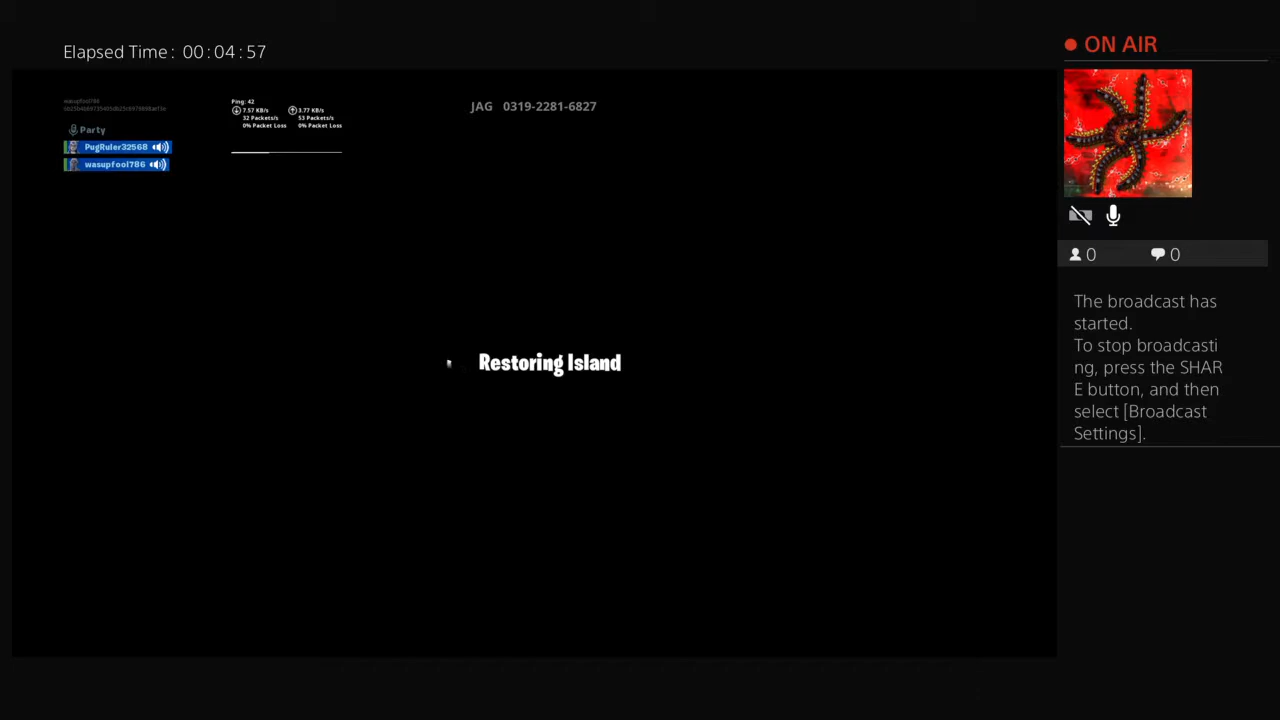 Elapsed Time: 00:04:57
ON AIR
wasupfool786
Ping: 42
7.57 KB/s 3.77 KB/s
32 Packets/s 53 Packets/s
0% Packet Loss 0% Packet Loss
JAG 0319-2281-6827
Party
PugRuler32568
wasupfool786
0 0
The broadcast has
started.
To stop broadcasti
ng, press the SHAR
E button, and then
select [Broadcast
Settings].
Restoring Island